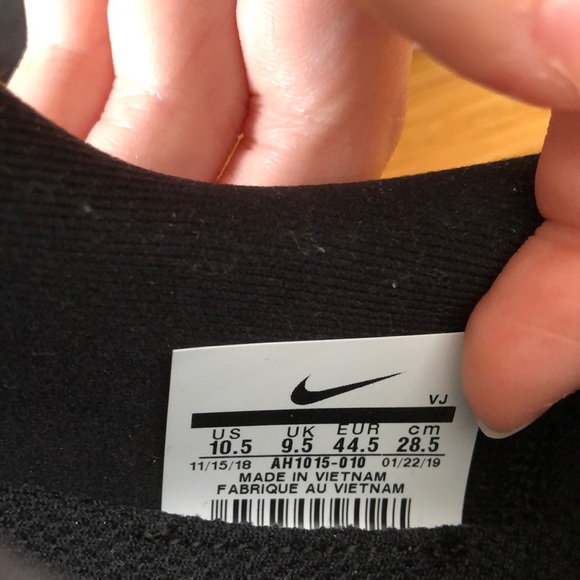 VJ
US UK EUR cm
10.5 9.5 44.5 28.5
11/15/18 AH1015-010 01/22/19
MADE IN VIETNAM
FABRIQUE AU VIETNAM